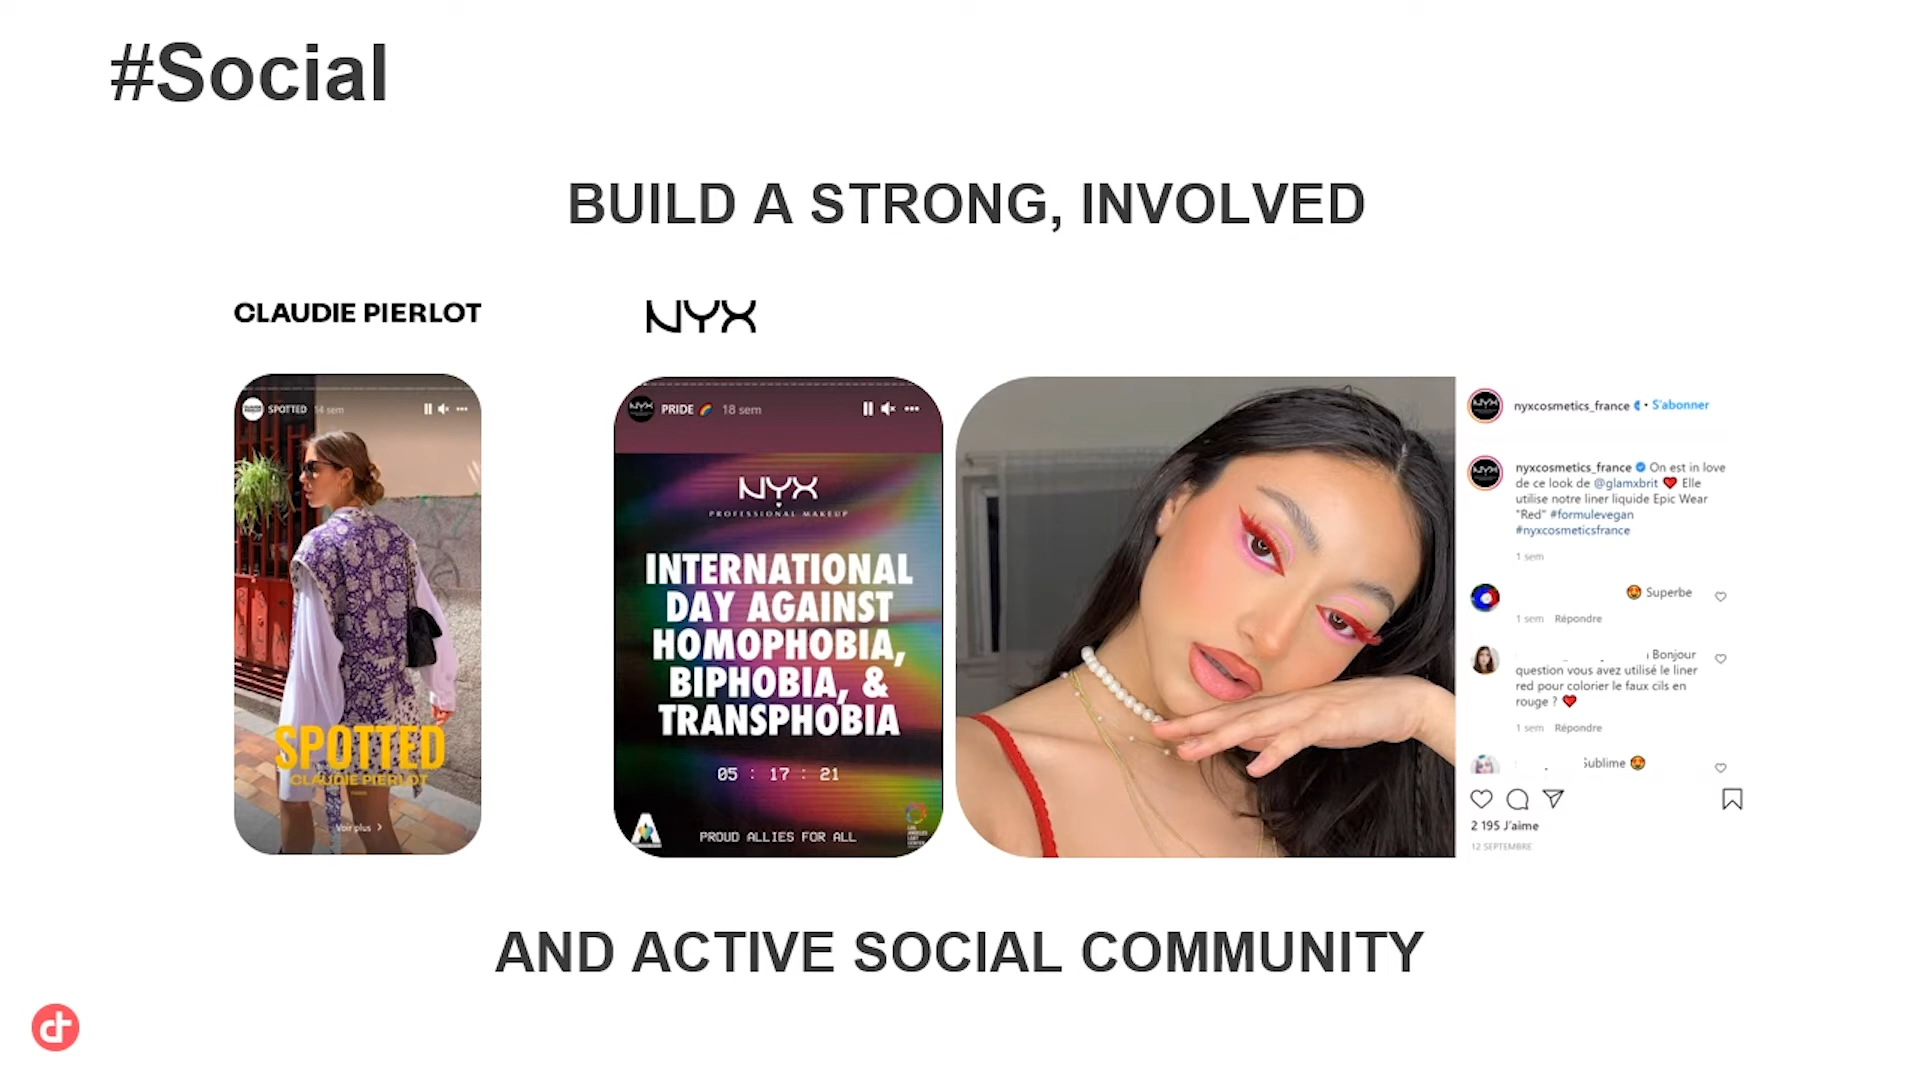 #Social
BUILD A STRONG, INVOLVED
CLAUDIE PIERLOT
NYX
SPOTTED 14 sem
SPOTTED
CLAUDIE PIERLOT
Voir plus
PRIDE 🌈 18 sem
NYX
PROFESSIONAL MAKEUP
INTERNATIONAL
DAY AGAINST
HOMOPHOBIA,
BIPHOBIA, &
TRANSPHOBIA
05 : 17 : 21
PROUD ALLIES FOR ALL
nyxcosmetics_france • S'abonner
nyxcosmetics_france On est in love
de ce look de @glamxbrit ❤️ Elle
utilise notre liner liquide Epic Wear
"Red" #formulevegan
#nyxcosmeticsfrance
1 sem
😍 Superbe
1 sem Répondre
Bonjour
question vous avez utilisé le liner
red pour colorier le faux cils en
rouge ? ❤️
1 sem Répondre
Sublime 😍
2 195 J'aime
12 SEPTEMBRE
AND ACTIVE SOCIAL COMMUNITY